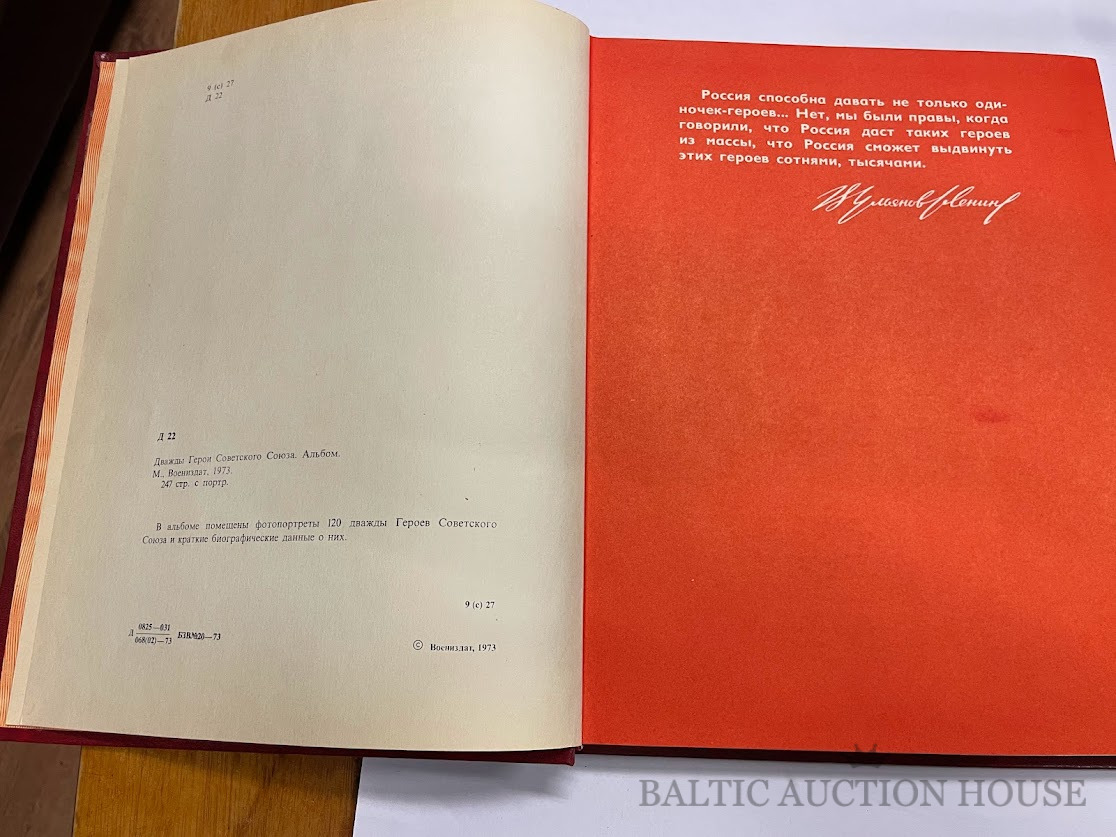 9 (с) 27
Д 22
Д 22
Дважды Герои Советского Союза. Альбом.
М., Воениздат, 1973.
247 стр. с портр.
В альбоме помещены фотопортреты 120 дважды Героев Советского
Союза и краткие биографические данные о них.
9 (с) 27
Д 0825—031
068(02)—73 БЗВ№20—73
© Воениздат, 1973
Россия способна давать не только оди-
ночек-героев... Нет, мы были правы, когда
говорили, что Россия даст таких героев
из массы, что Россия сможет выдвинуть
этих героев сотнями, тысячами.
В Ульянов (Ленин)
BALTIC AUCTION HOUSE